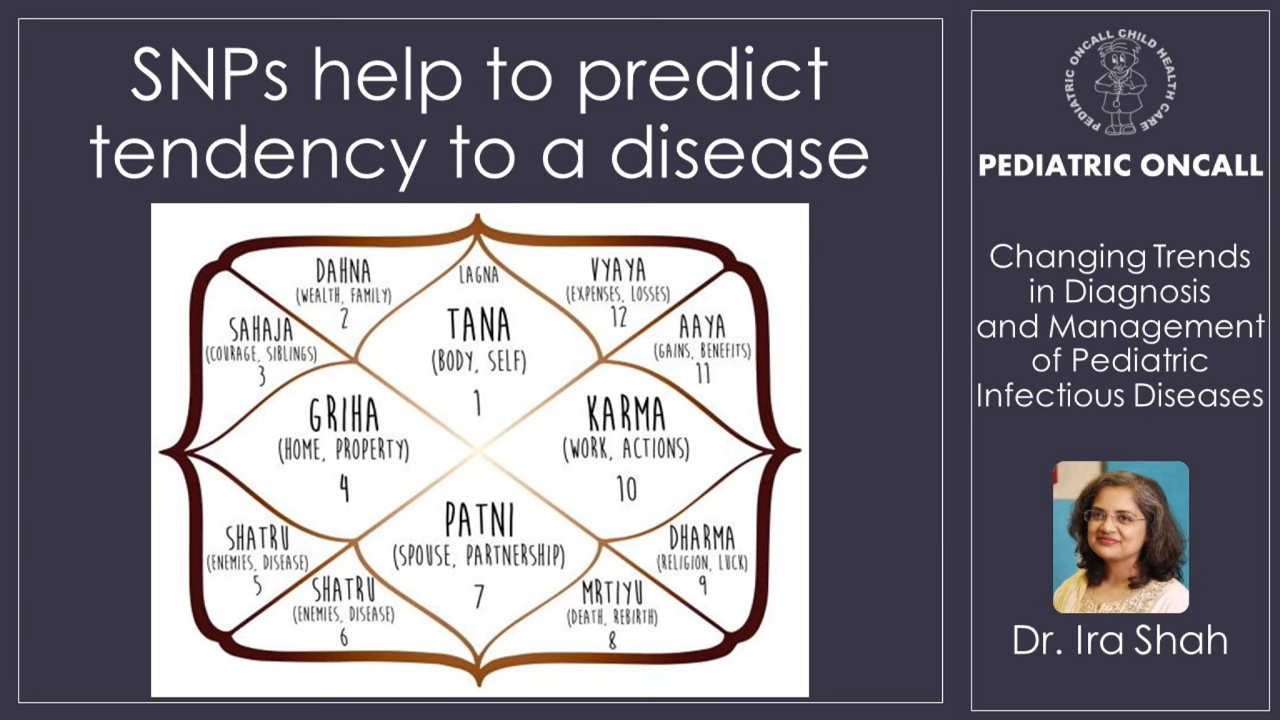 SNPs help to predict
tendency to a disease
DAHNA
(WEALTH, FAMILY)
2
LAGNA
TANA
(BODY, SELF)
1
VYAYA
(EXPENSES, LOSSES)
12
SAHAJA
(COURAGE, SIBLINGS)
3
AAYA
(GAINS, BENEFITS)
11
GRIHA
(HOME, PROPERTY)
4
KARMA
(WORK, ACTIONS)
10
SHATRU
(ENEMIES, DISEASE)
5
SHATRU
(ENEMIES, DISEASE)
6
PATNI
(SPOUSE, PARTNERSHIP)
7
MRTIYU
(DEATH, REBIRTH)
8
DHARMA
(RELIGION, LUCK)
9
PEDIATRIC ONCALL CHILD HEALTH CARE
PEDIATRIC ONCALL
Changing Trends
in Diagnosis
and Management
of Pediatric
Infectious Diseases
Dr. Ira Shah